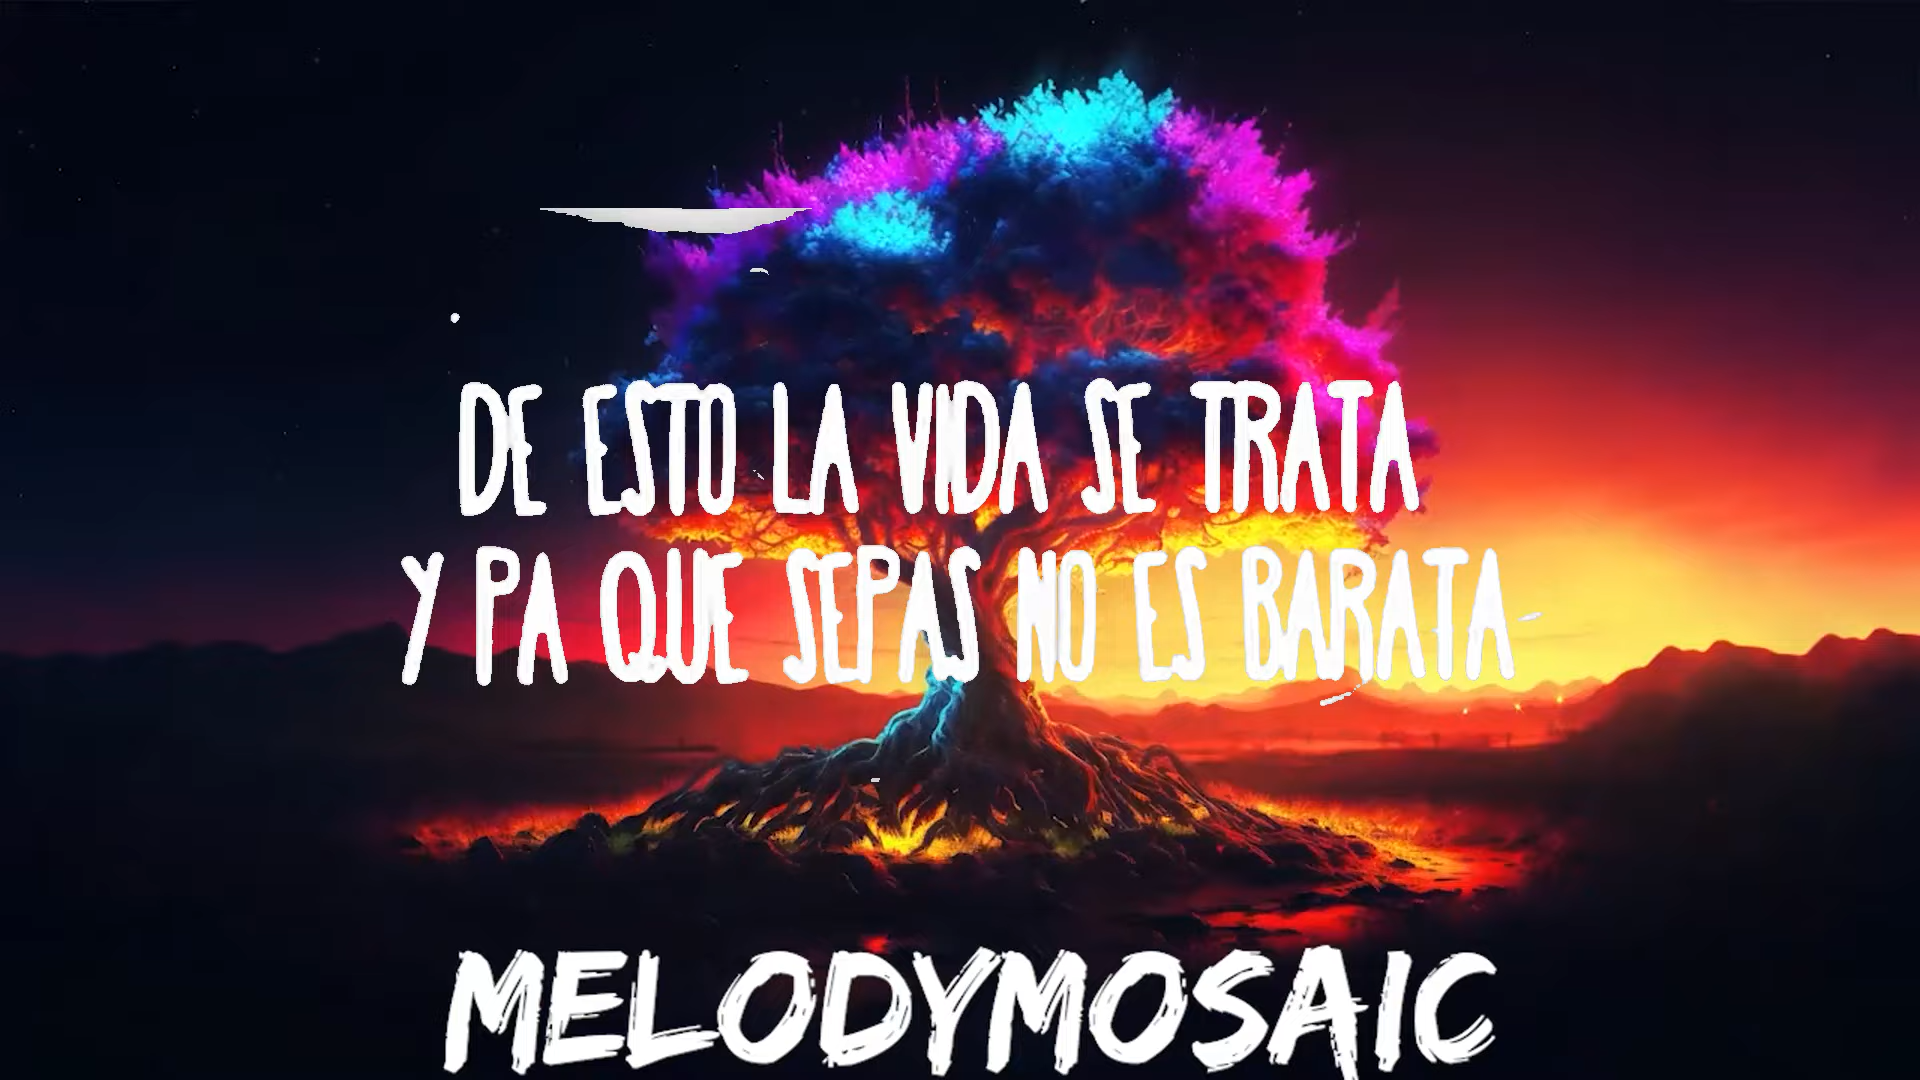 DE ESTO LA VIDA SE TRATA
Y PA QUE SEPAS NO ES BARATA
MELODYMOSAIC